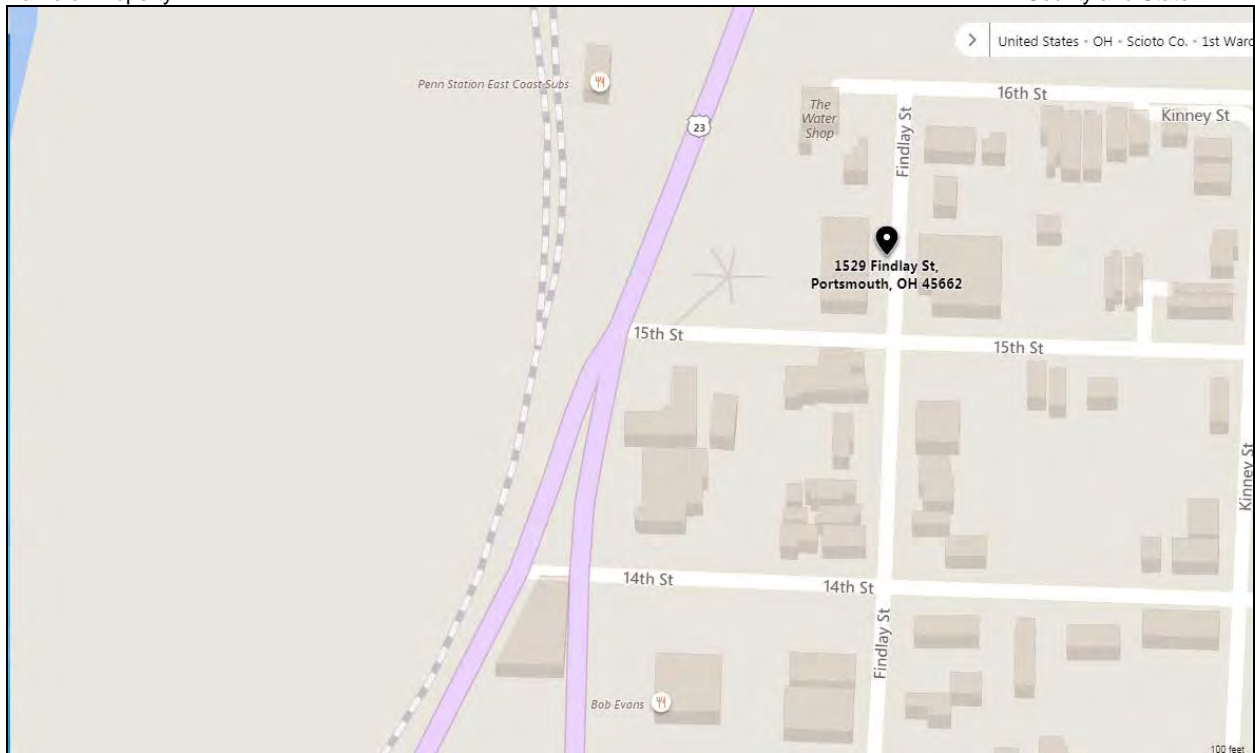 United States - OH - Scioto Co. - 1st Ward
Penn Station East Coast Subs
23
The
Water
Shop
16th St
Kinney St
Findlay St
1529 Findlay St,
Portsmouth, OH 45662
15th St
15th St
Kinney St
14th St
14th St
Findlay St
Bob Evans
100 feet